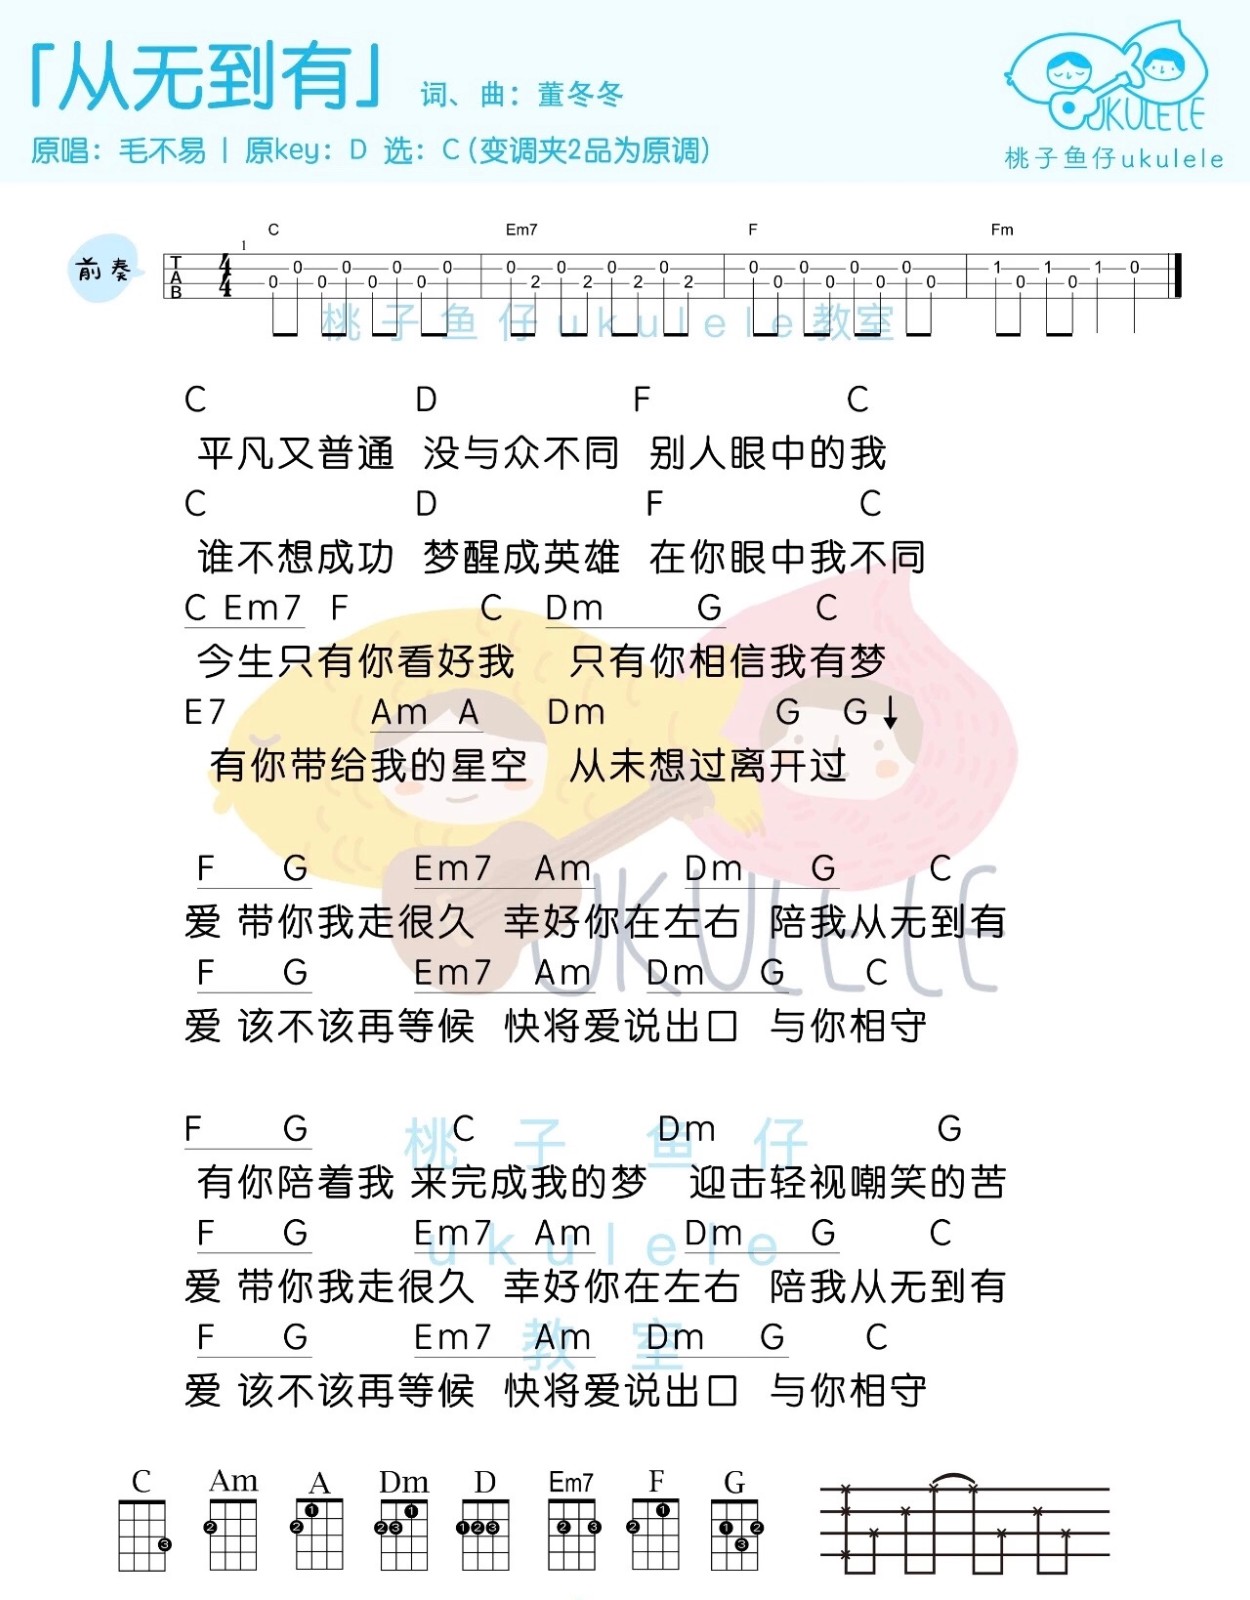 「从无到有」 词、曲：董冬冬
原唱：毛不易 | 原key：D 选：C（变调夹2品为原调）
UKULELE
桃子鱼仔ukulele
C Em7 F Fm
前奏
1
T A B 4 4
0 0 0 0 0 0 0 0 0 2 0 2 0 2 0 2 0 0 0 0 0 0 0 0 1 0 1 0 1 0
桃子鱼仔ukulele教室
C D F C
平凡又普通 没与众不同 别人眼中的我
C D F C
谁不想成功 梦醒成英雄 在你眼中我不同
C Em7 F C Dm G C
今生只有你看好我 只有你相信我有梦
E7 Am A Dm G G↓
有你带给我的星空 从未想过离开过
F G Em7 Am Dm G C
爱 带你我走很久 幸好你在左右 陪我从无到有
UKULELE
F G Em7 Am Dm G C
爱 该不该再等候 快将爱说出口 与你相守
F G C Dm G
桃子鱼仔
有你陪着我 来完成我的梦 迎击轻视嘲笑的苦
F G Em7 Am Dm G C
ukulele
爱 带你我走很久 幸好你在左右 陪我从无到有
F G Em7 Am Dm G C
教室
爱 该不该再等候 快将爱说出口 与你相守
C Am A Dm D Em7 F G
3 2 1 2 1 2 3 1 2 3 2 3 1 2 1 2 3